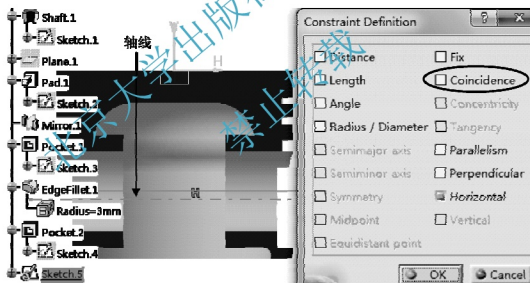 Shaft.1
Sketch.1
Plane.1
Pad.1
Sketch.2
Mirror.1
Pocket.1
Sketch.3
EdgeFillet.1
Radius=3mm
Pocket.2
Sketch.4
Sketch.5
轴线
H
Constraint Definition
Distance
Fix
Length
Coincidence
Angle
Concentricity
Radius / Diameter
Tangency
Semimajor axis
Parallelism
Semiminor axis
Perpendicular
Symmetry
Horizontal
Midpoint
Vertical
Equidistant point
OK
Cancel
北京大学出版
禁止转载